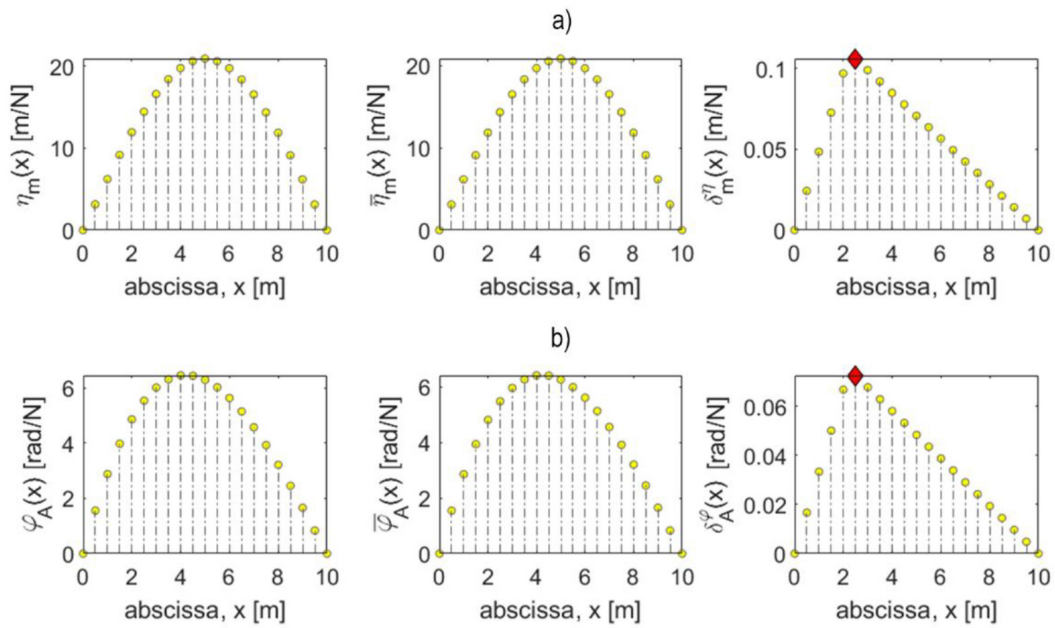 a)
η_m(x) [m/N]
20
10
0
0 2 4 6 8 10
abscissa, x [m]
η̅_m(x) [m/N]
20
10
0
0 2 4 6 8 10
abscissa, x [m]
δ^η_m(x) [m/N]
0.1
0.05
0
0 2 4 6 8 10
abscissa, x [m]
b)
φ_A(x) [rad/N]
6
4
2
0
0 2 4 6 8 10
abscissa, x [m]
φ̅_A(x) [rad/N]
6
4
2
0
0 2 4 6 8 10
abscissa, x [m]
δ^φ_A(x) [rad/N]
0.06
0.04
0.02
0
0 2 4 6 8 10
abscissa, x [m]